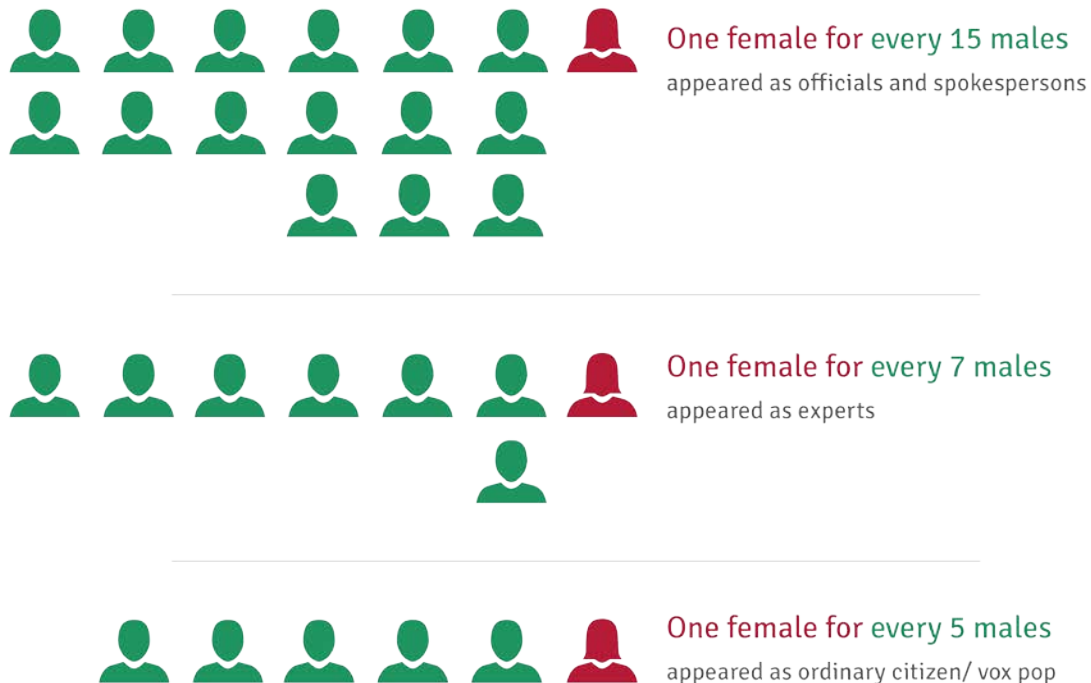 One female for every 15 males
appeared as officials and spokespersons
One female for every 7 males
appeared as experts
One female for every 5 males
appeared as ordinary citizen/ vox pop